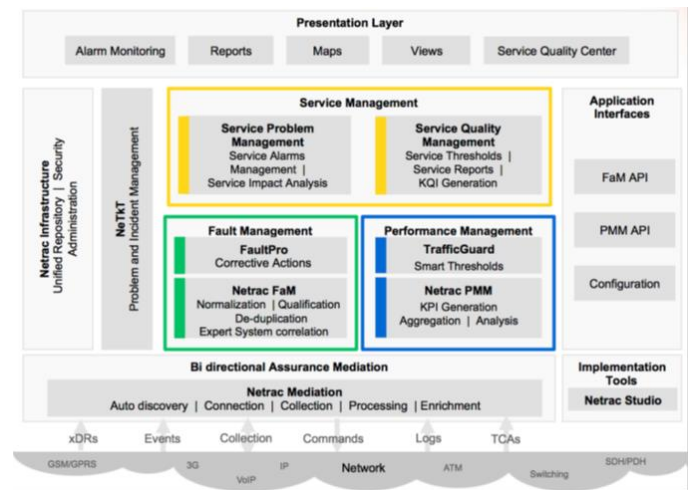 Presentation Layer
Alarm Monitoring
Reports
Maps
Views
Service Quality Center
Netrac Infrastructure
Unified Repository | Security
Administration
NeTkT
Problem and Incident Management
Service Management
Service Problem
Management
Service Alarms
Management |
Service Impact Analysis
Service Quality
Management
Service Thresholds |
Service Reports |
KQI Generation
Fault Management
FaultPro
Corrective Actions
Netrac FaM
Normalization | Qualification
De-duplication
Expert System correlation
Performance Management
TrafficGuard
Smart Thresholds
Netrac PMM
KPI Generation
Aggregation | Analysis
Application
Interfaces
FaM API
PMM API
Configuration
Bi directional Assurance Mediation
Netrac Mediation
Auto discovery | Connection | Collection | Processing | Enrichment
Implementation
Tools
Netrac Studio
xDRs
Events
Collection
Commands
Logs
TCAs
GSM/GPRS
3G
VoIP
IP
Network
ATM
Switching
SDH/PDH